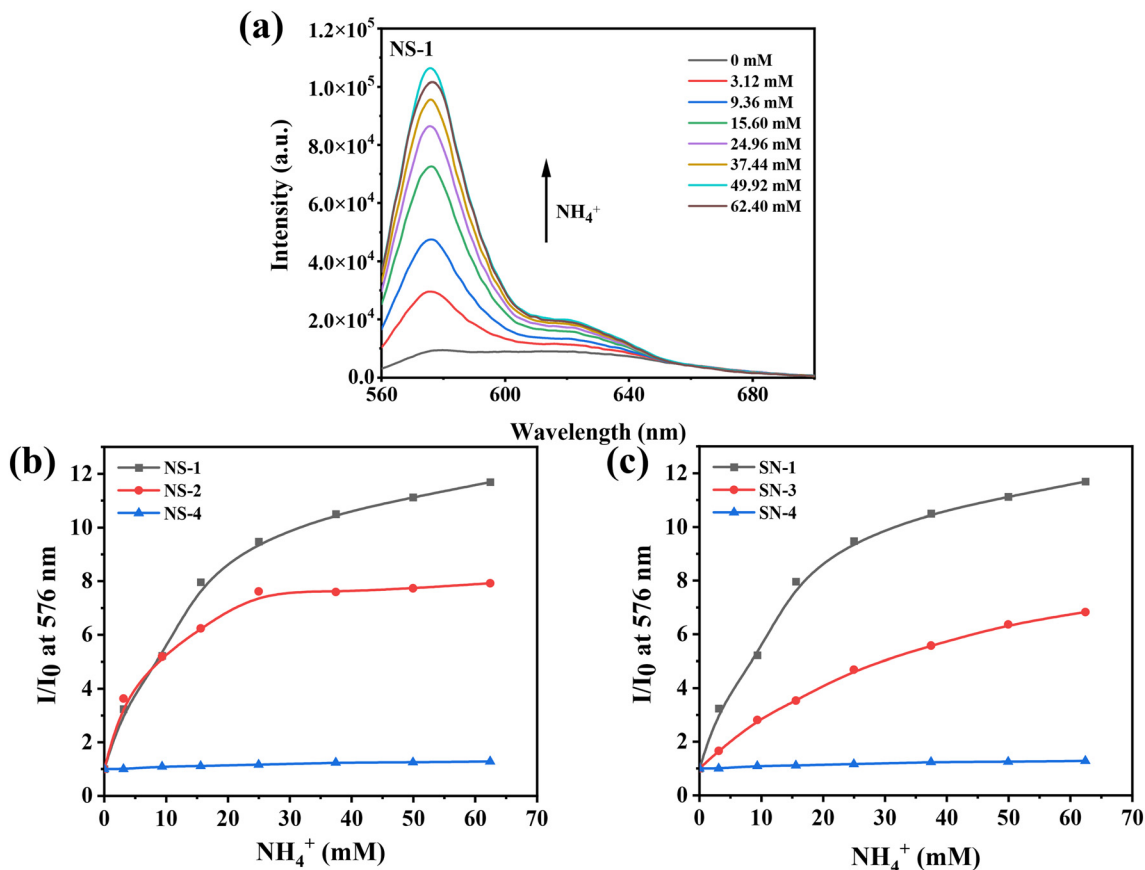 (a)
NS-1
1.2×10⁵
1.0×10⁵
8.0×10⁴
6.0×10⁴
4.0×10⁴
2.0×10⁴
0.0
Intensity (a.u.)
0 mM
3.12 mM
9.36 mM
15.60 mM
24.96 mM
37.44 mM
49.92 mM
62.40 mM
NH₄⁺
560 600 640 680
Wavelength (nm)
(b)
NS-1
NS-2
NS-4
12
10
8
6
4
2
0
I/I₀ at 576 nm
0 10 20 30 40 50 60 70
NH₄⁺ (mM)
(c)
SN-1
SN-3
SN-4
12
10
8
6
4
2
0
I/I₀ at 576 nm
0 10 20 30 40 50 60 70
NH₄⁺ (mM)